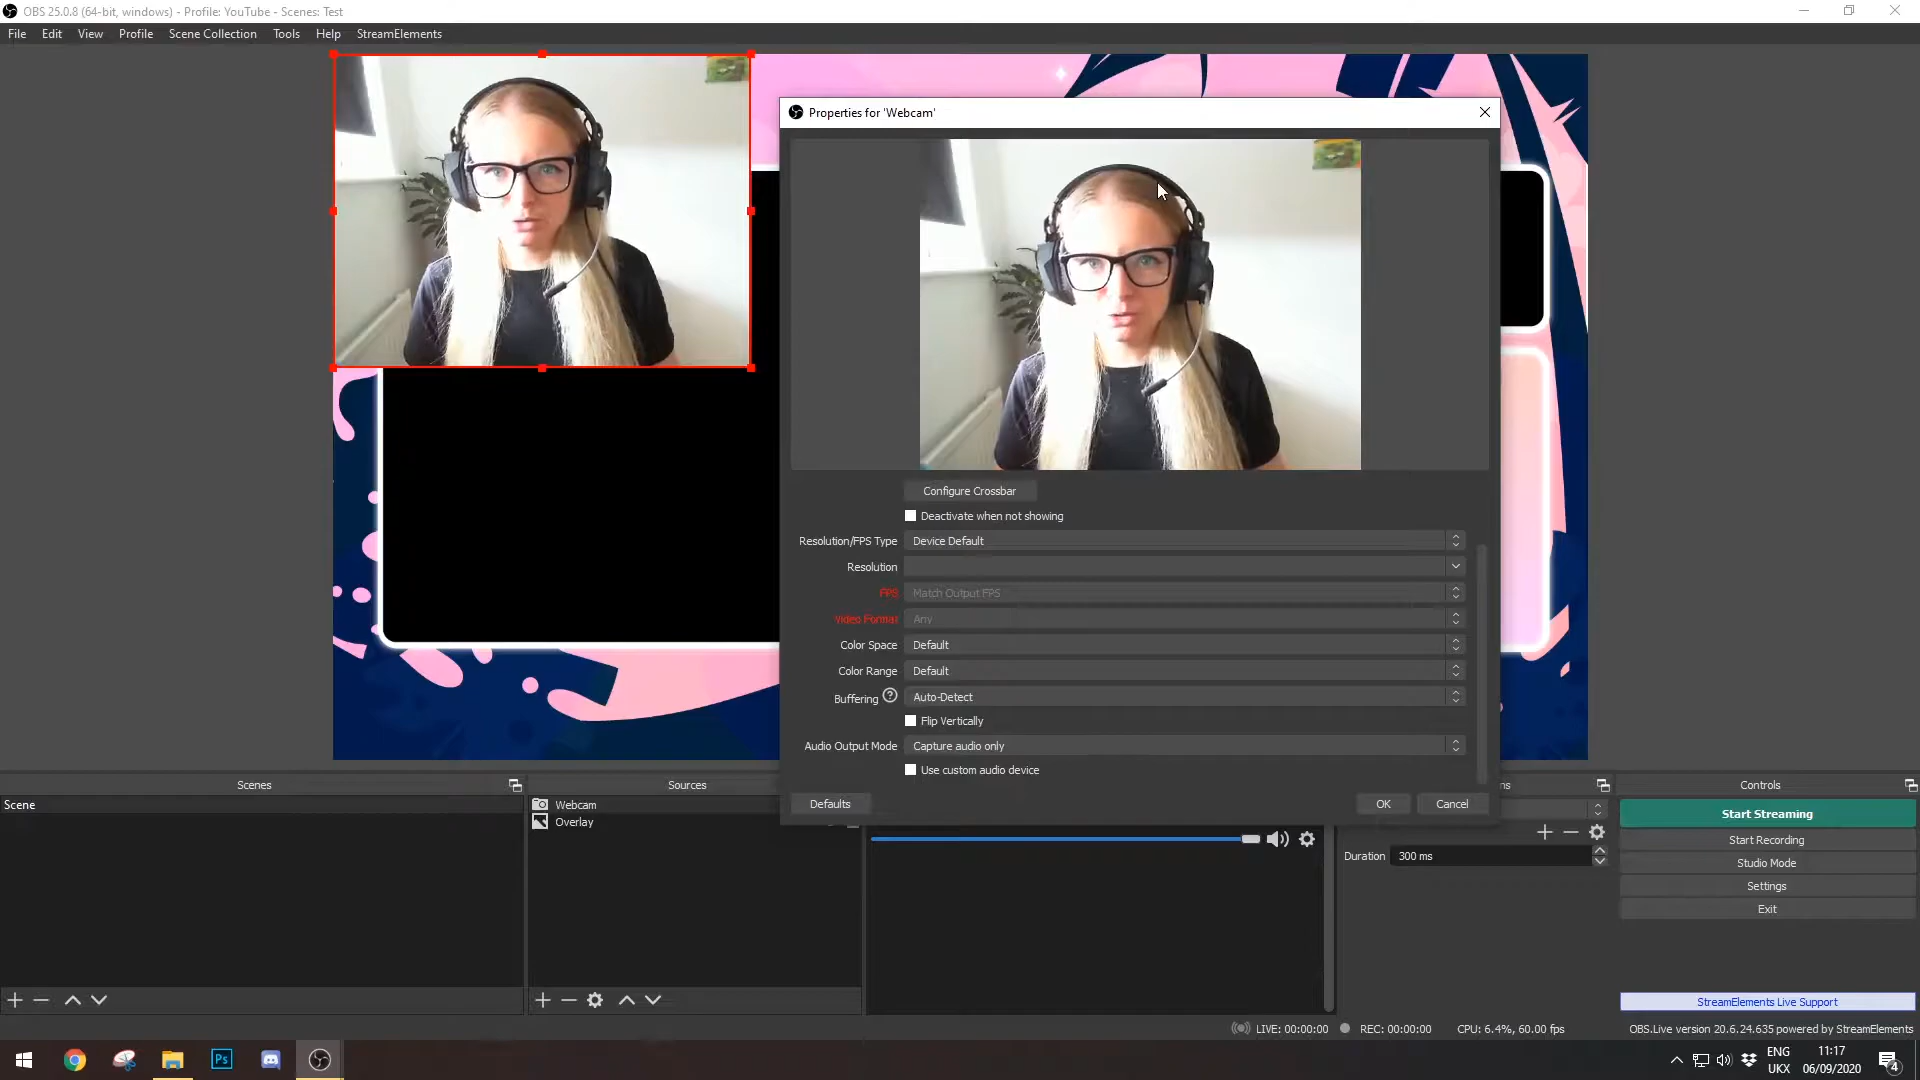 OBS 25.0.8 (64-bit, windows) - Profile: YouTube - Scenes: Test
File Edit View Profile Scene Collection Tools Help StreamElements
Properties for 'Webcam'
Configure Crossbar
Deactivate when not showing
Resolution/FPS Type Device Default
Resolution
FPS Match Output FPS
Video Format Any
Color Space Default
Color Range Default
Buffering ? Auto-Detect
Flip Vertically
Audio Output Mode Capture audio only
Use custom audio device
Defaults OK Cancel
Scenes Sources ns Controls
Scene
Webcam
Overlay
Duration 300 ms
Start Streaming
Start Recording
Studio Mode
Settings
Exit
StreamElements Live Support
LIVE: 00:00:00 REC: 00:00:00 CPU: 6.4%, 60.00 fps OBS.Live version 20.6.24.635 powered by StreamElements
Ps
ENG 11:17
UKX 06/09/2020 4